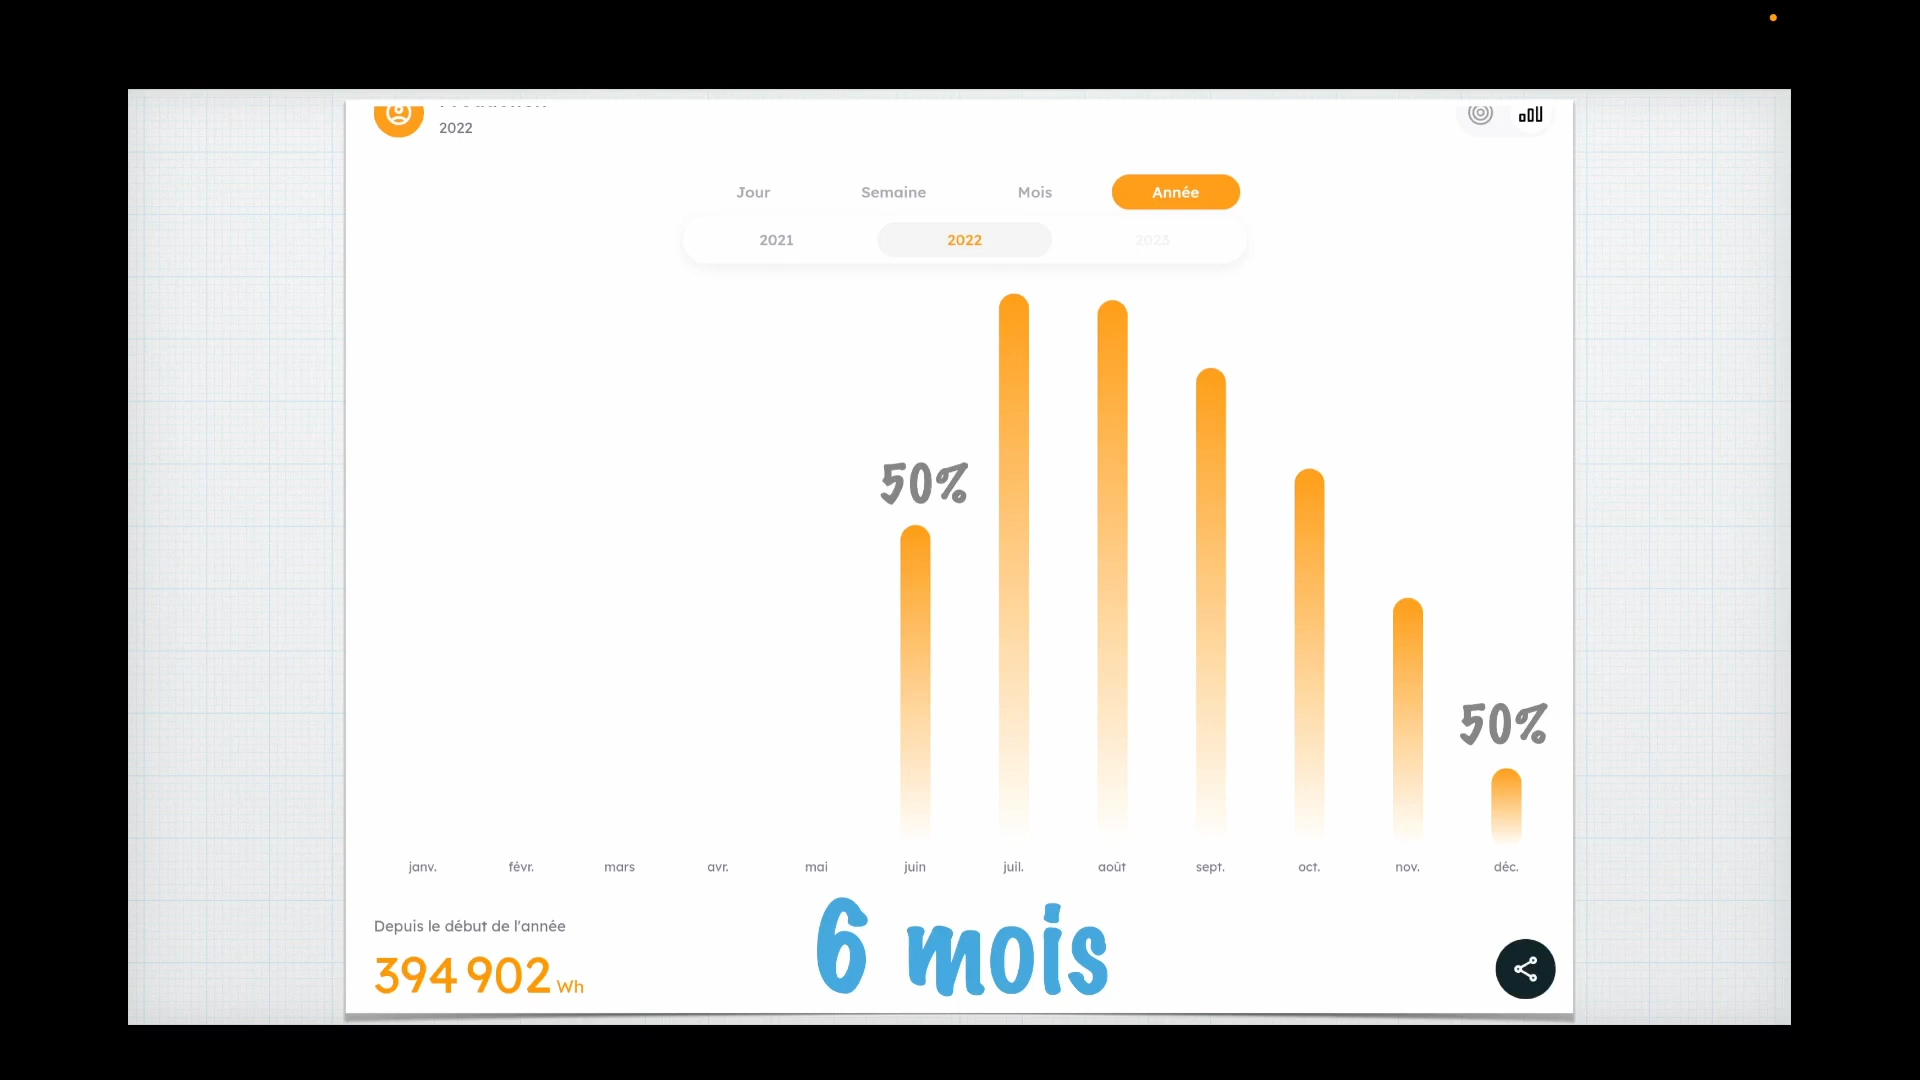 2022
Jour Semaine Mois Année
2021 2022 2023
50%
50%
janv. févr. mars avr. mai juin juil. août sept. oct. nov. déc.
Depuis le début de l'année
394 902 Wh
6 mois